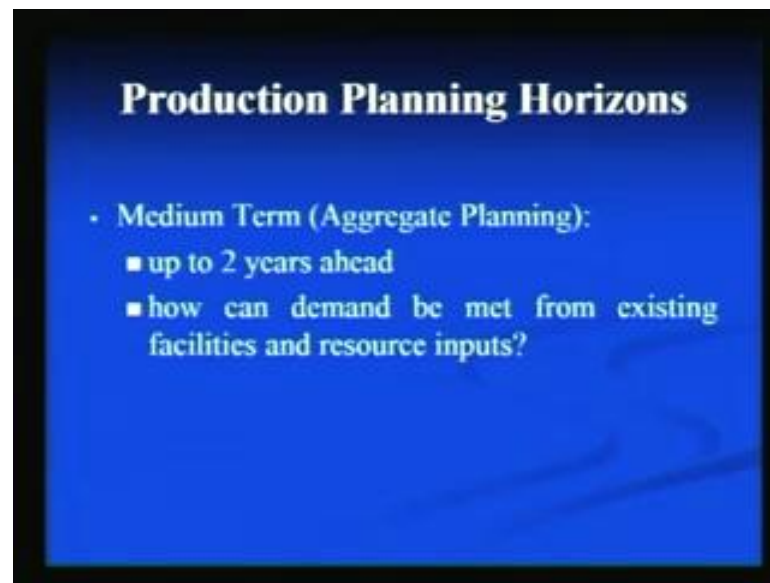 Production Planning Horizons
• Medium Term (Aggregate Planning):
■ up to 2 years ahead
■ how can demand be met from existing
facilities and resource inputs?